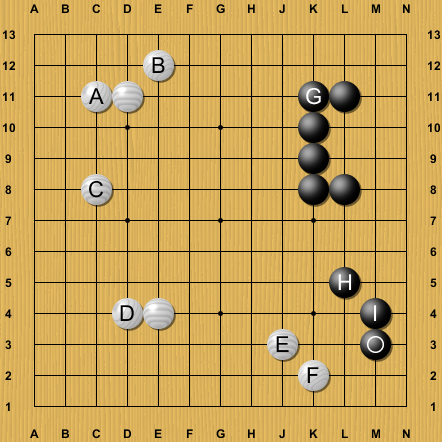 A B C D E F G H J K L M N
13 13
12 B 12
11 A G 11
10 10
9 9
8 C 8
7 7
6 6
5 H 5
4 D I 4
3 E 3
2 F 2
1 1
A B C D E F G H J K L M N